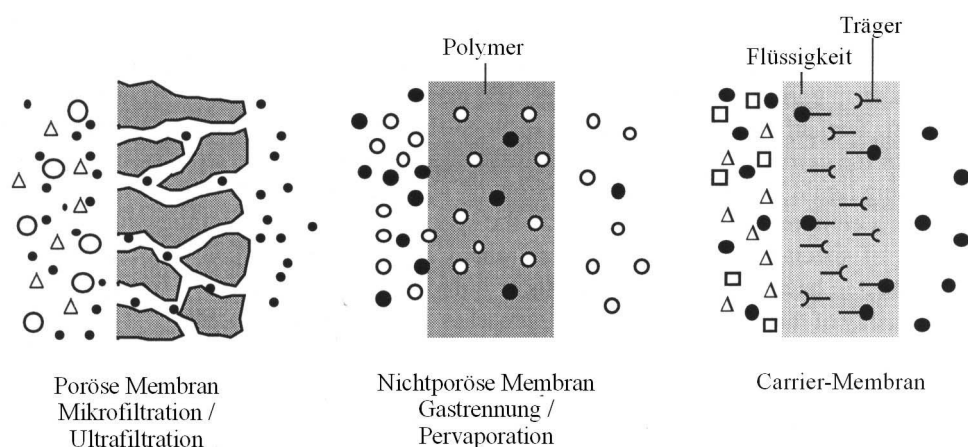 Polymer
Träger
Flüssigkeit
Poröse Membran
Mikrofiltration /
Ultrafiltration
Nichtporöse Membran
Gastrennung /
Pervaporation
Carrier-Membran